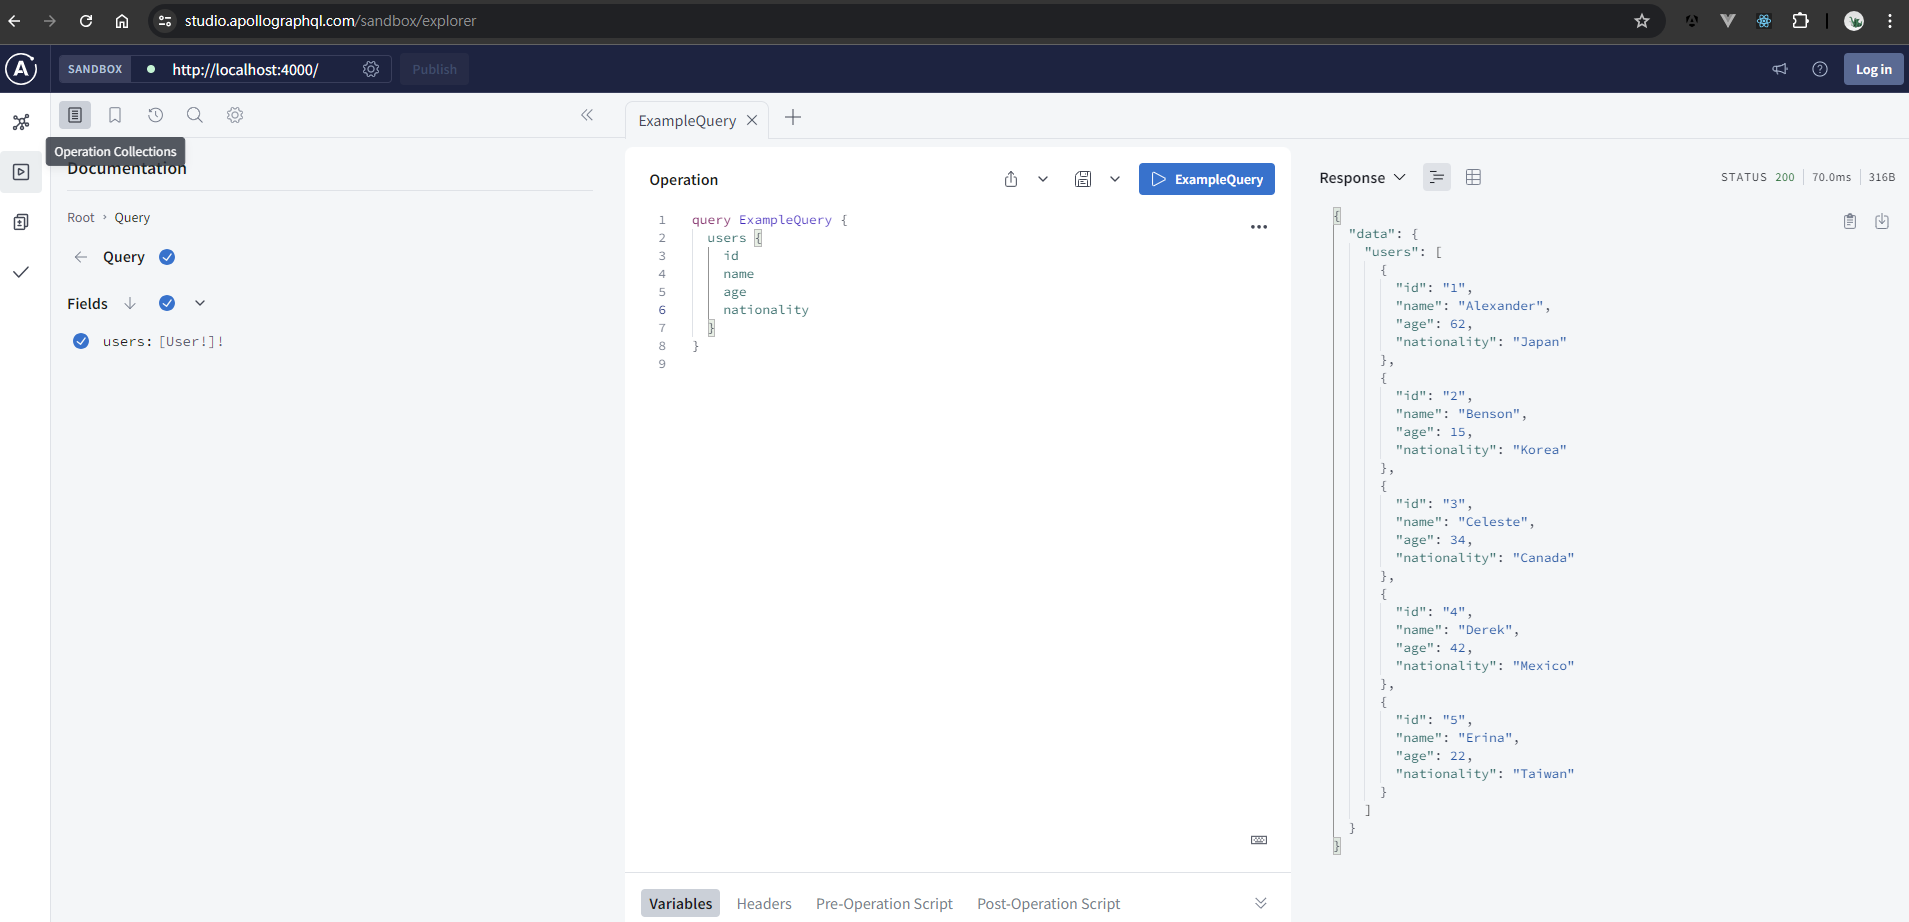 studio.apollographql.com/sandbox/explorer
SANDBOX http://localhost:4000/ Publish Log in
ExampleQuery
Operation Collections
Documentation
Root › Query
Query
Fields
users: [User!]!
Operation ExampleQuery
1 query ExampleQuery {
2 users {
3 id
4 name
5 age
6 nationality
7 }
8 }
9
Variables Headers Pre-Operation Script Post-Operation Script
Response STATUS 200 70.0ms 316B
{
"data": {
"users": [
{
"id": "1",
"name": "Alexander",
"age": 62,
"nationality": "Japan"
},
{
"id": "2",
"name": "Benson",
"age": 15,
"nationality": "Korea"
},
{
"id": "3",
"name": "Celeste",
"age": 34,
"nationality": "Canada"
},
{
"id": "4",
"name": "Derek",
"age": 42,
"nationality": "Mexico"
},
{
"id": "5",
"name": "Erina",
"age": 22,
"nationality": "Taiwan"
}
]
}
}